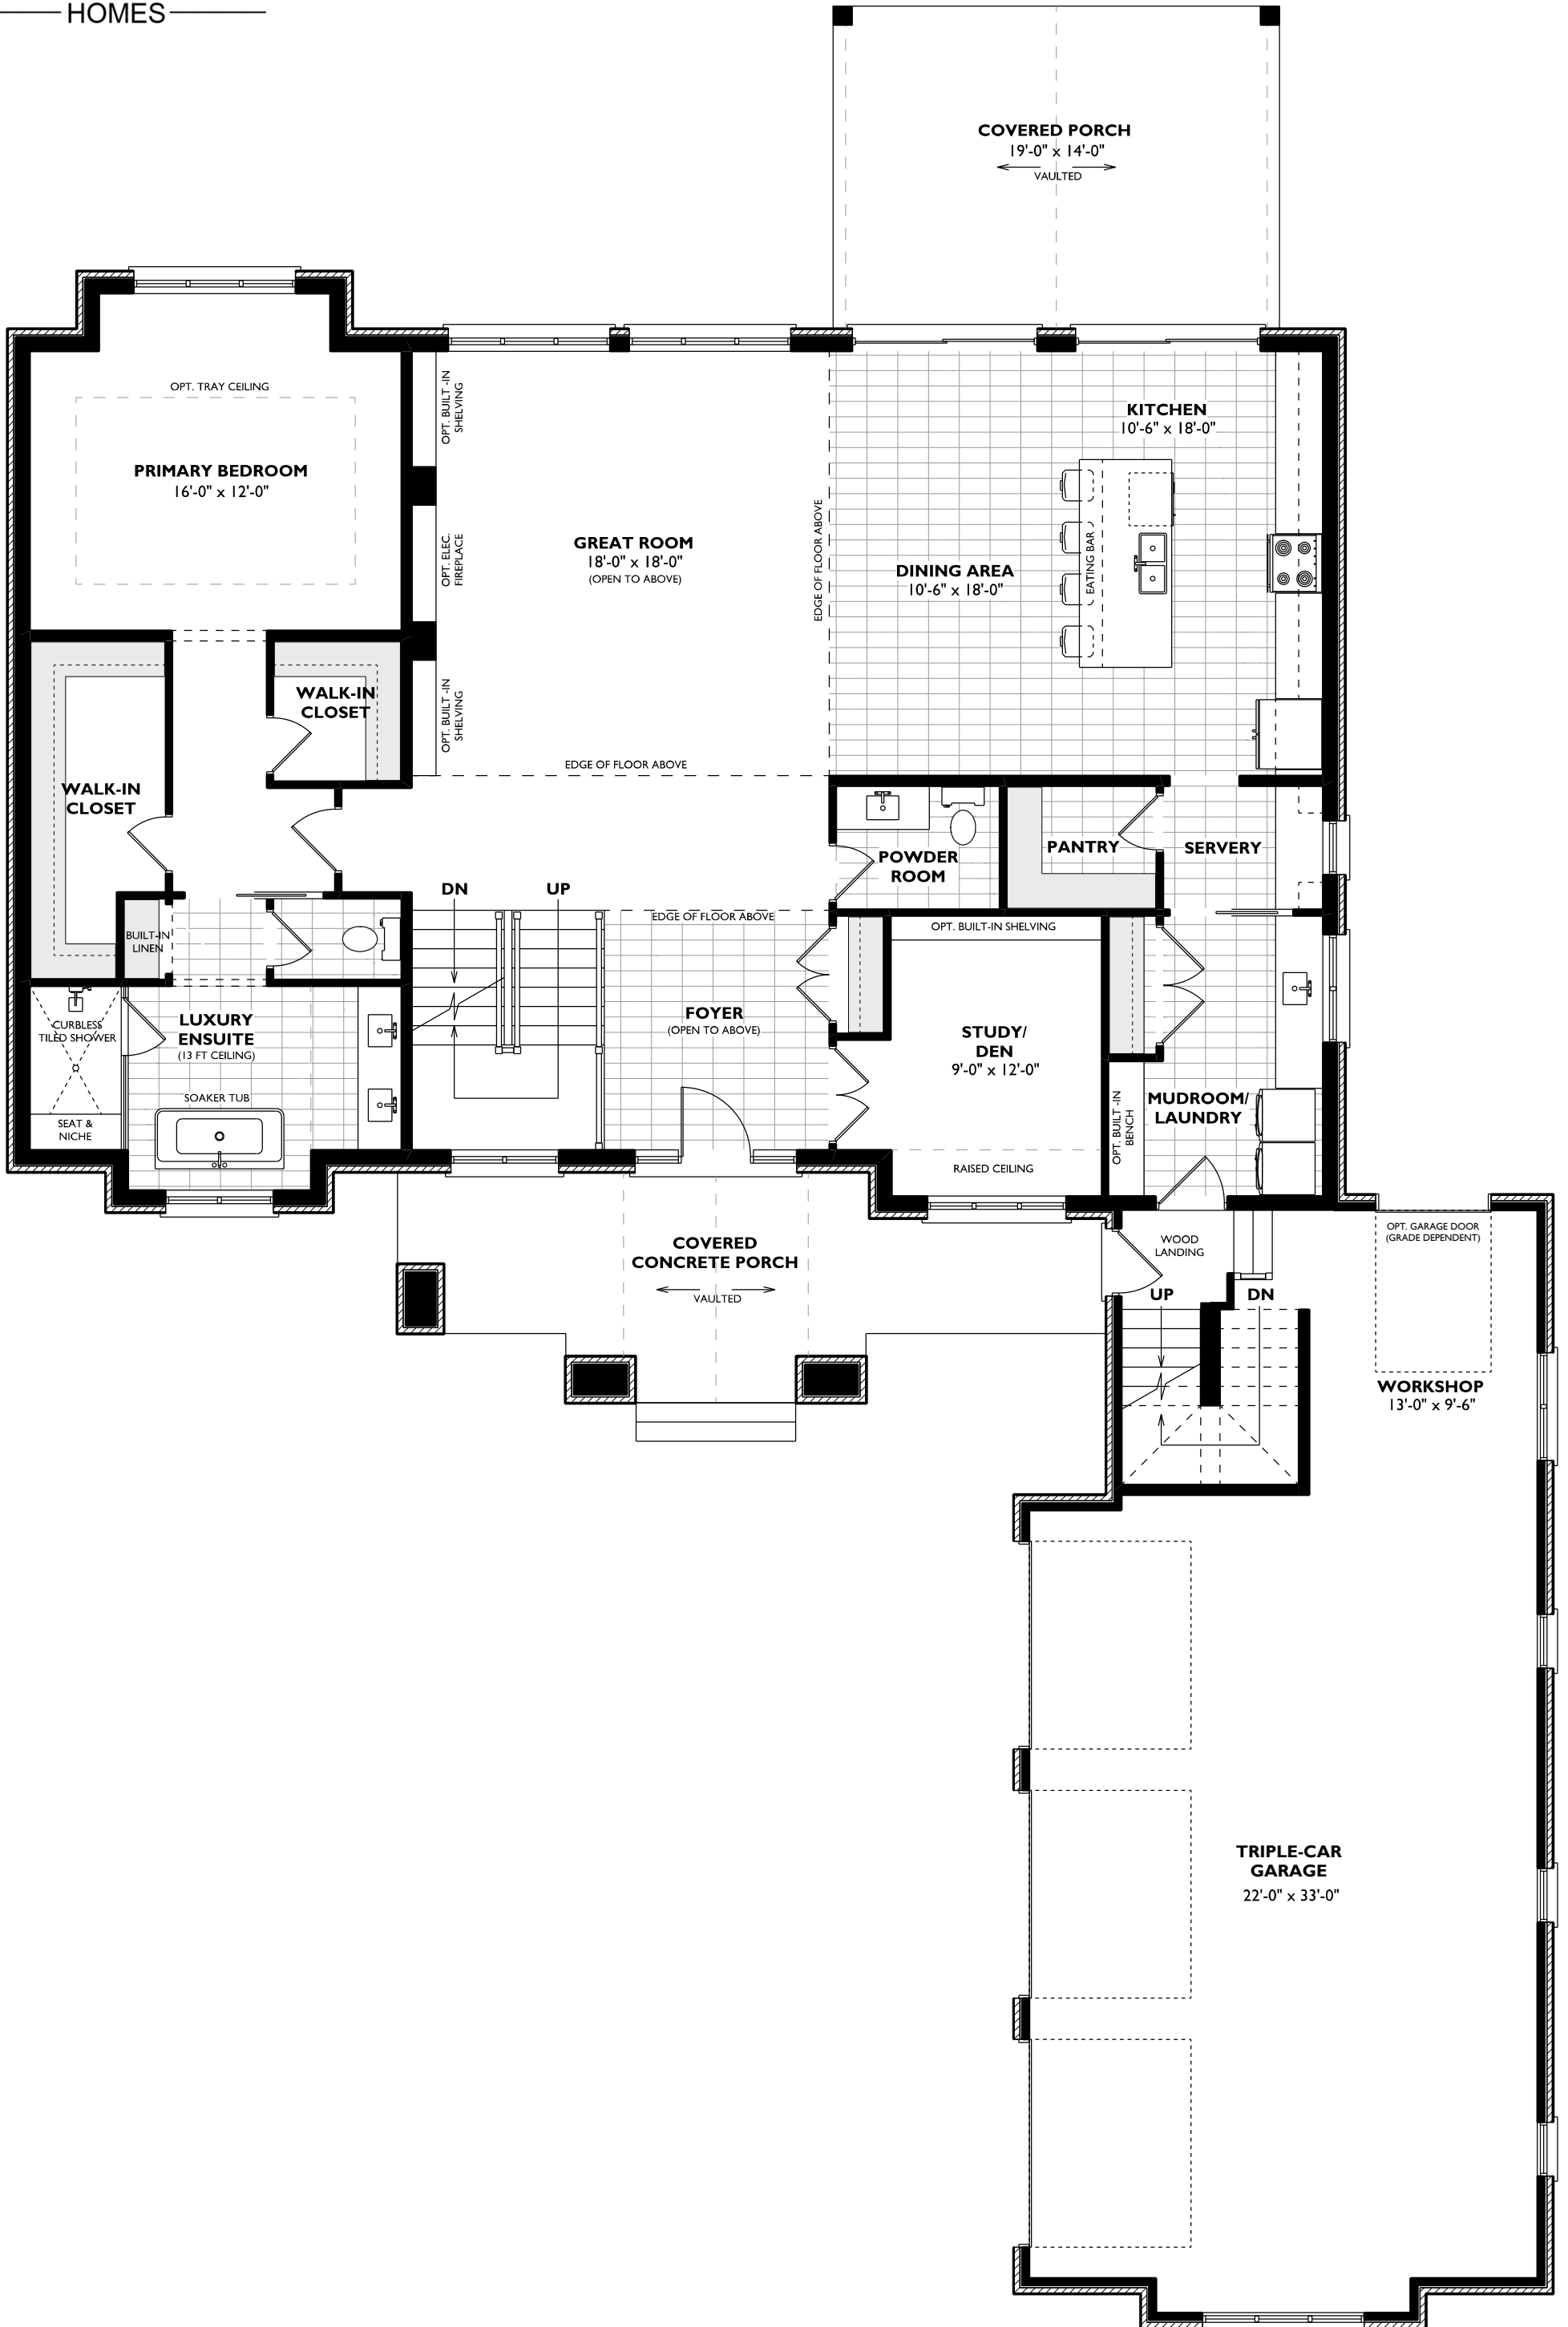 HOMES
COVERED PORCH
19'-0" x 14'-0"
VAULTED
OPT. TRAY CEILING
PRIMARY BEDROOM
16'-0" x 12'-0"
OPT. BUILT -IN
SHELVING
OPT. ELEC.
FIREPLACE
OPT. BUILT -IN
SHELVING
GREAT ROOM
18'-0" x 18'-0"
(OPEN TO ABOVE)
EDGE OF FLOOR ABOVE
EDGE OF FLOOR ABOVE
KITCHEN
10'-6" x 18'-0"
DINING AREA
10'-6" x 18'-0"
EATING BAR
WALK-IN
CLOSET
WALK-IN
CLOSET
POWDER
ROOM
PANTRY
SERVERY
DN
UP
EDGE OF FLOOR ABOVE
OPT. BUILT-IN SHELVING
BUILT-IN
LINEN
CURBLESS
TILED SHOWER
SEAT &
NICHE
LUXURY
ENSUITE
(13 FT CEILING)
SOAKER TUB
FOYER
(OPEN TO ABOVE)
STUDY/
DEN
9'-0" x 12'-0"
RAISED CEILING
OPT. BUILT -IN
BENCH
MUDROOM/
LAUNDRY
COVERED
CONCRETE PORCH
VAULTED
WOOD
LANDING
UP
DN
OPT. GARAGE DOOR
(GRADE DEPENDENT)
WORKSHOP
13'-0" x 9'-6"
TRIPLE-CAR
GARAGE
22'-0" x 33'-0"